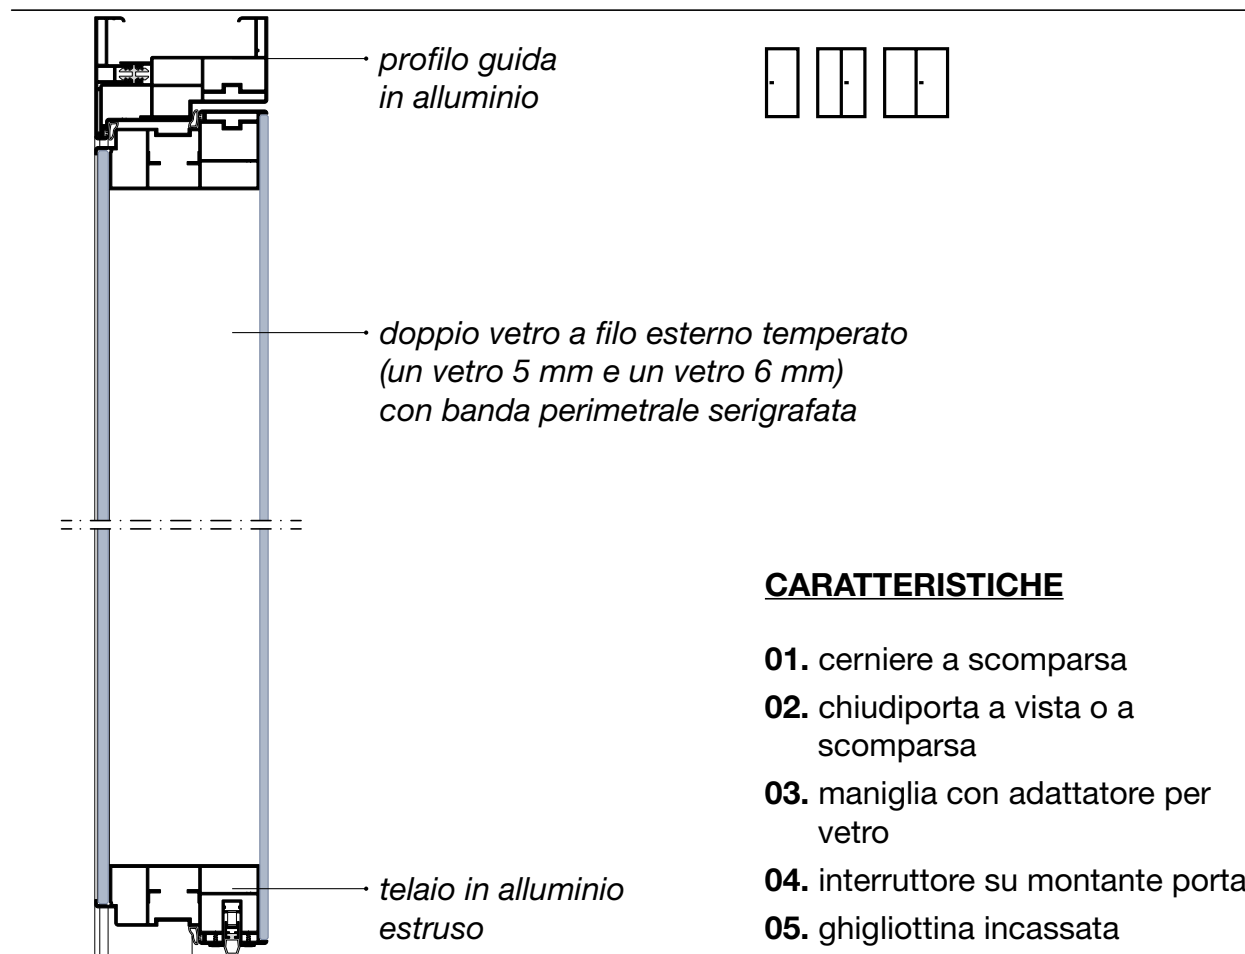 profilo guida
in alluminio
doppio vetro a filo esterno temperato
(un vetro 5 mm e un vetro 6 mm)
con banda perimetrale serigrafata
telaio in alluminio
estruso
CARATTERISTICHE
01. cerniere a scomparsa
02. chiudiporta a vista o a
scomparsa
03. maniglia con adattatore per
vetro
04. interruttore su montante porta
05. ghigliottina incassata